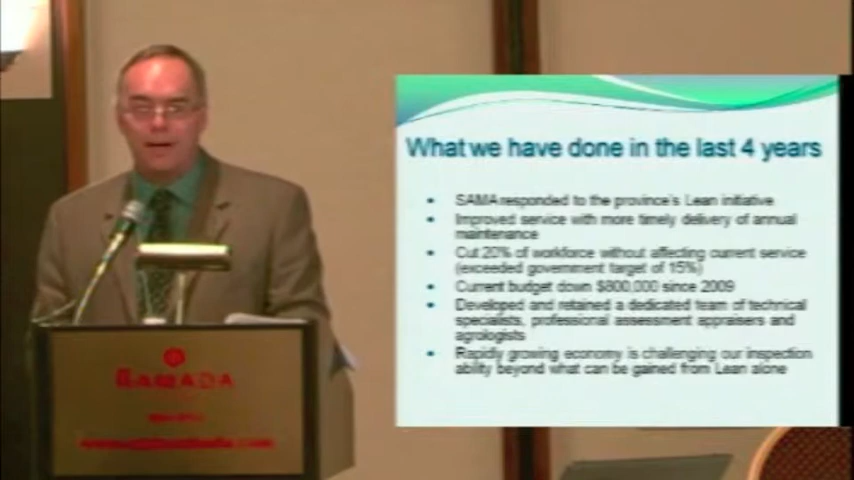 What we have done in the last 4 years
• SAMA responded to the province's Lean initiative
• Improved service with more timely delivery of annual
maintenance
• Cut 20% of workforce without affecting current service
(exceeded government target of 15%)
• Current budget down $800,000 since 2009
• Developed and retained a dedicated team of technical
specialists, professional assessment appraisers and
agrologists
• Rapidly growing economy is challenging our inspection
ability beyond what can be gained from Lean alone
RAMADA